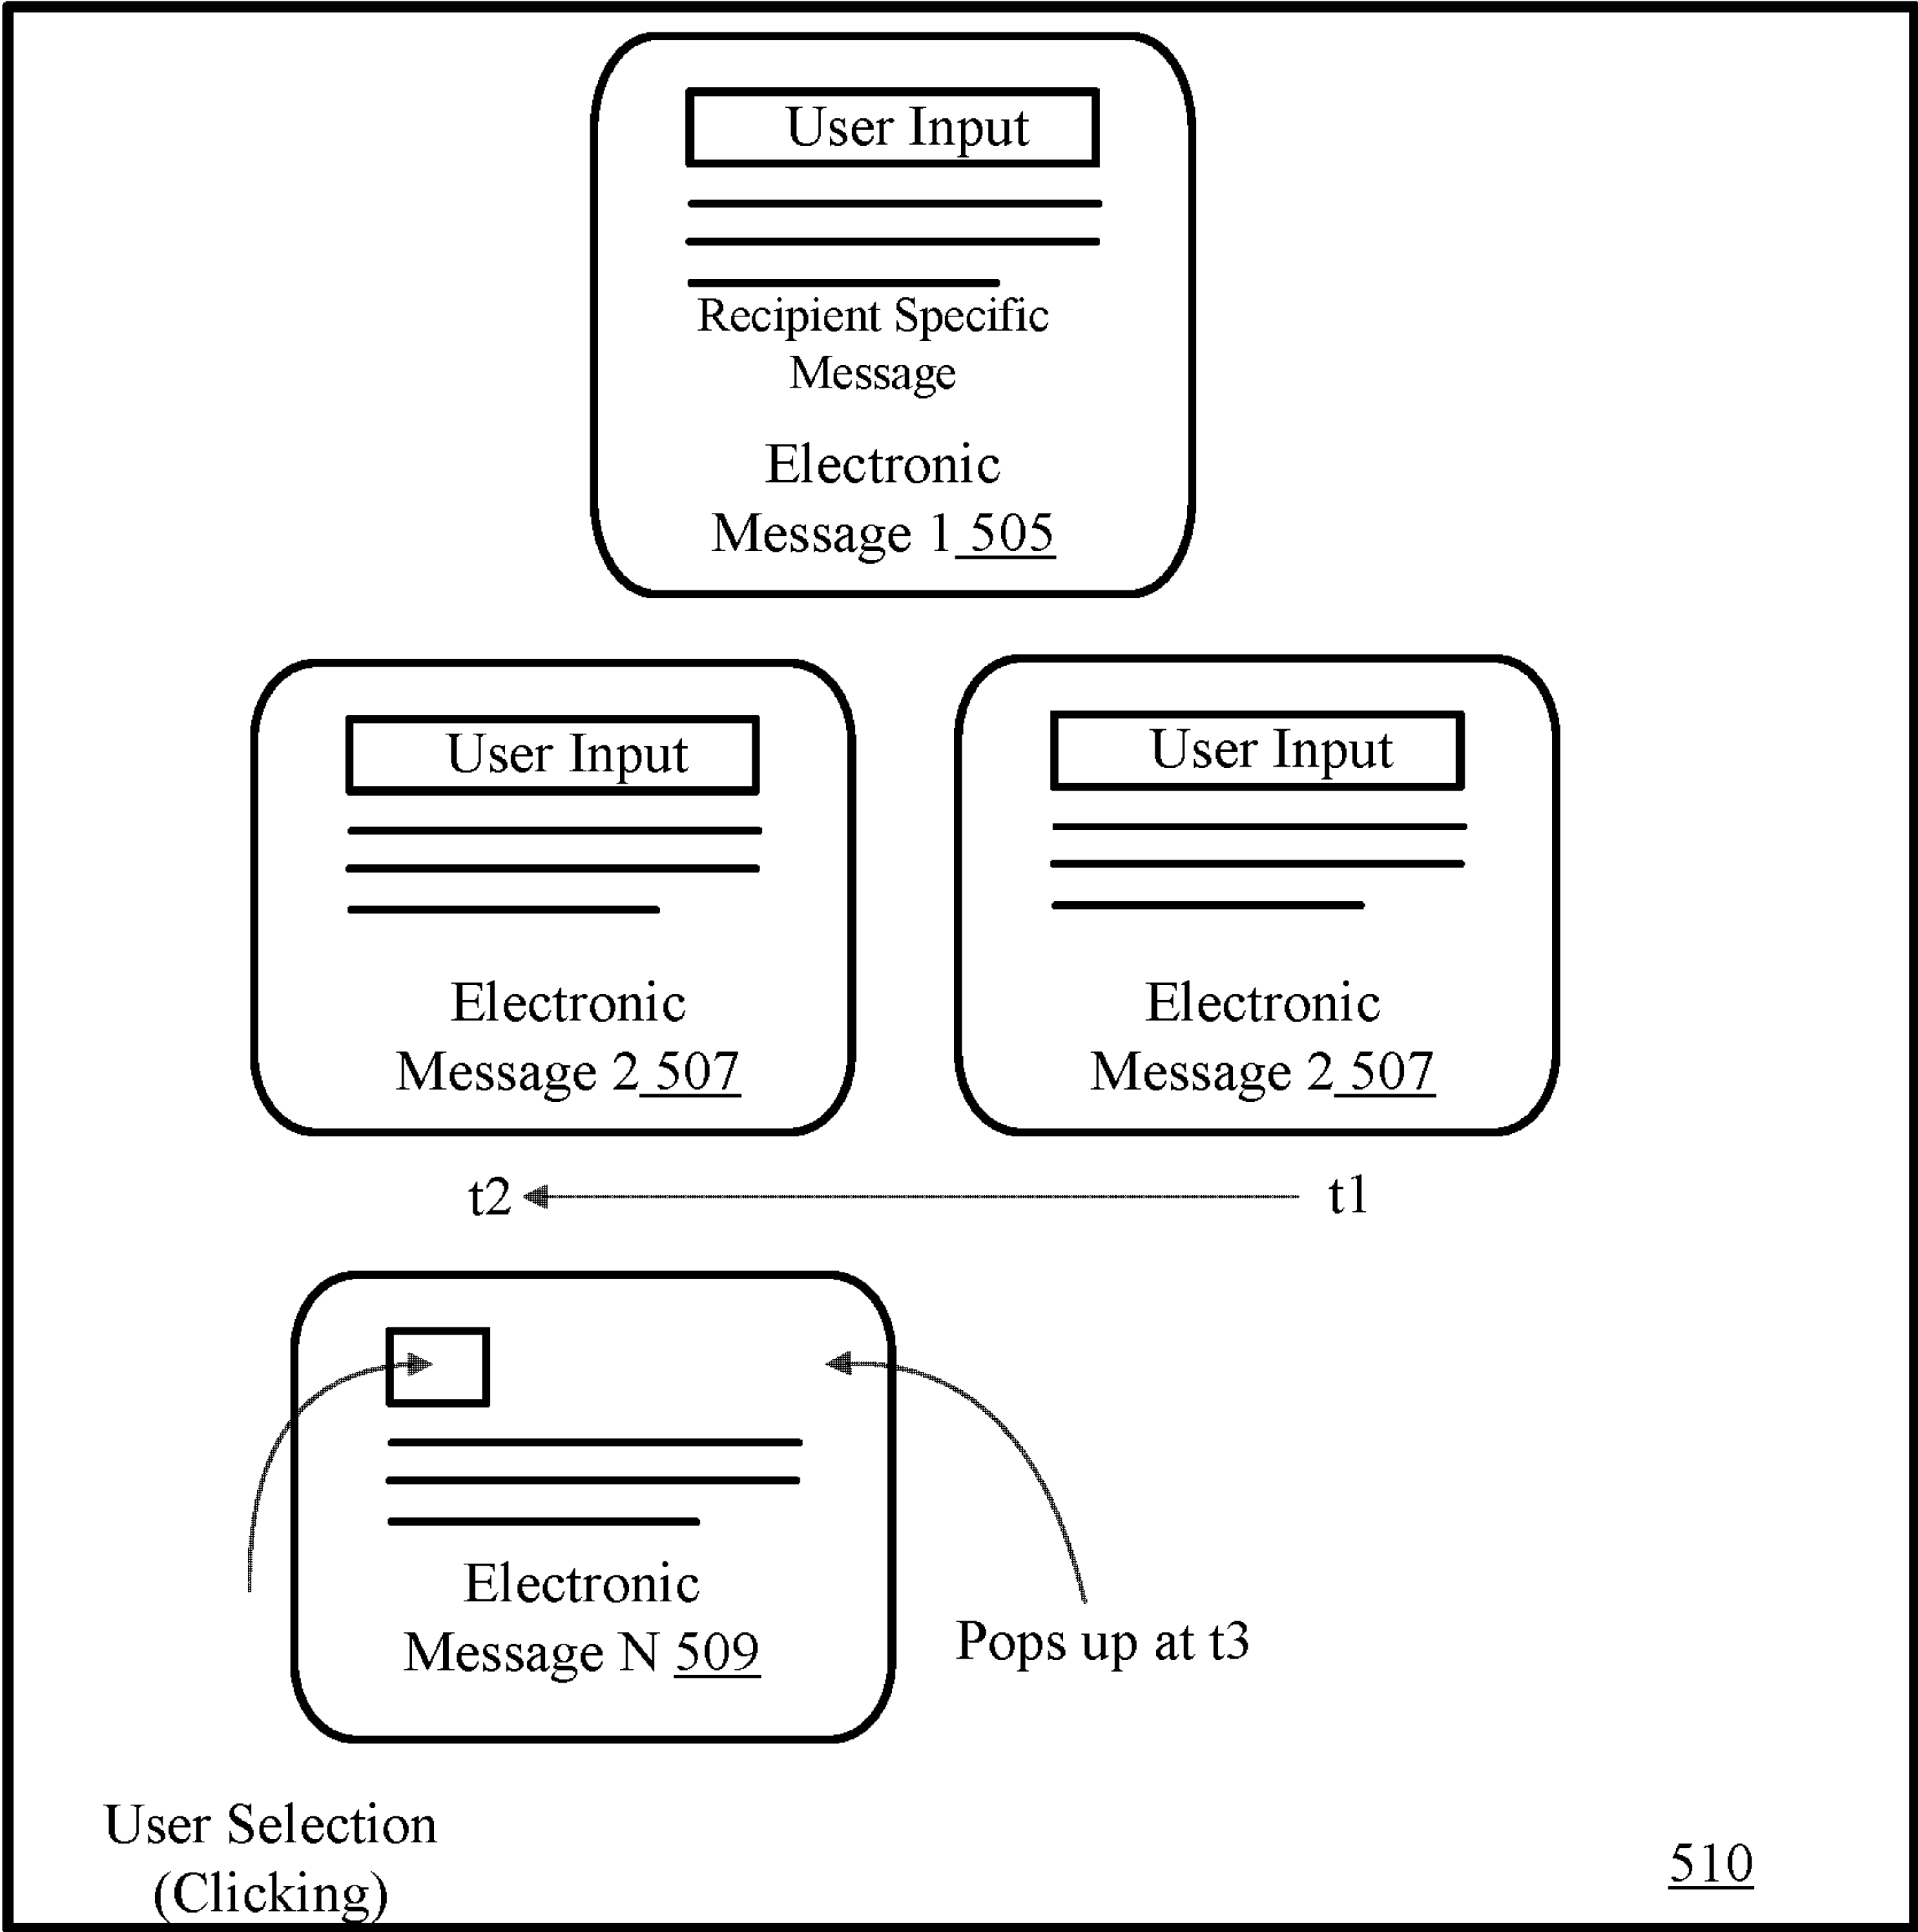 User Input
Recipient Specific
Message
Electronic
Message 1 505
User Input
Electronic
Message 2 507
User Input
Electronic
Message 2 507
t2
t1
Electronic
Message N 509
Pops up at t3
User Selection
(Clicking)
510